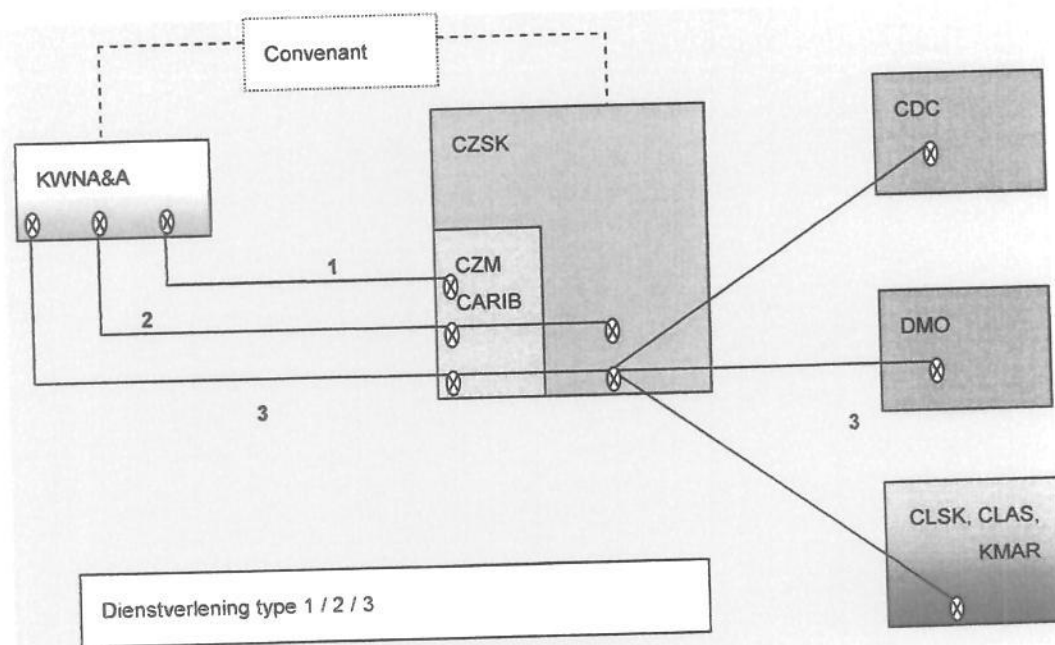 Convenant
CDC
CZSK
KWNA&A
1
CZM
CARIB
2
DMO
3
3
CLSK, CLAS,
KMAR
Dienstverlening type 1 / 2 / 3